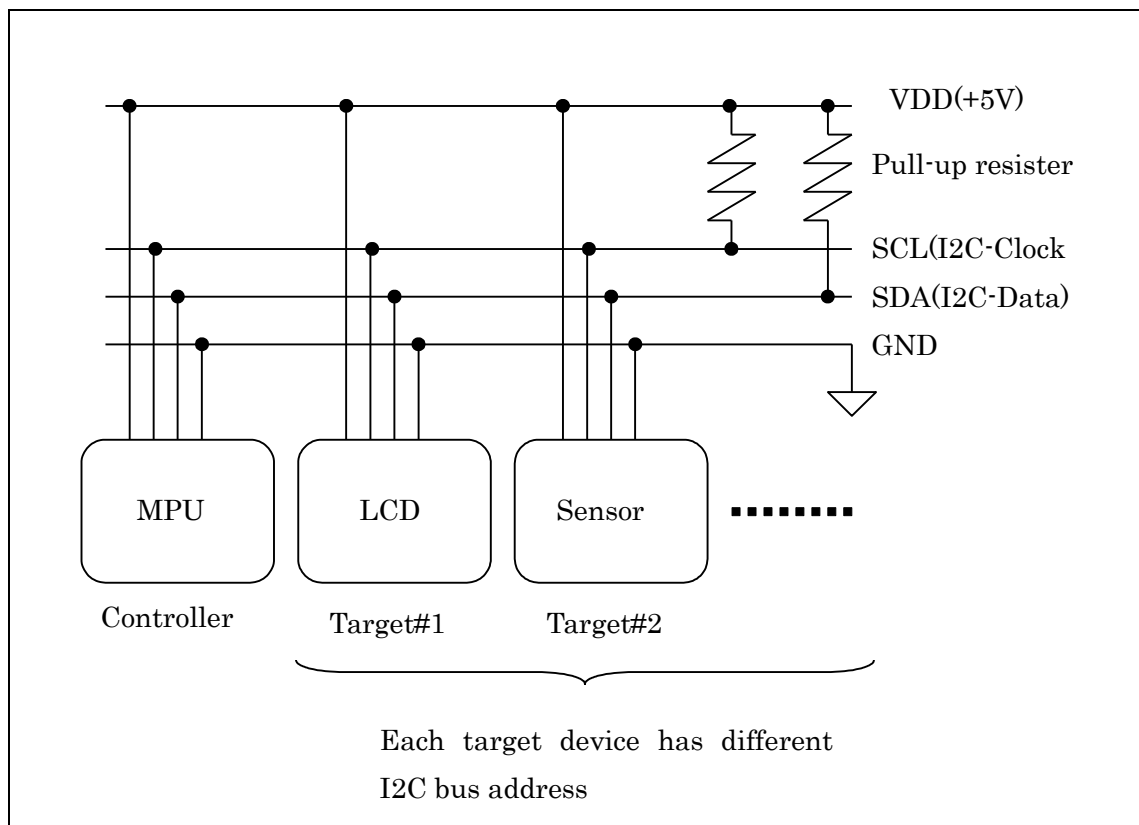 VDD(+5V)
Pull-up resister
SCL(I2C-Clock
SDA(I2C-Data)
GND
MPU
LCD
Sensor
Controller
Target#1
Target#2
Each target device has different
I2C bus address